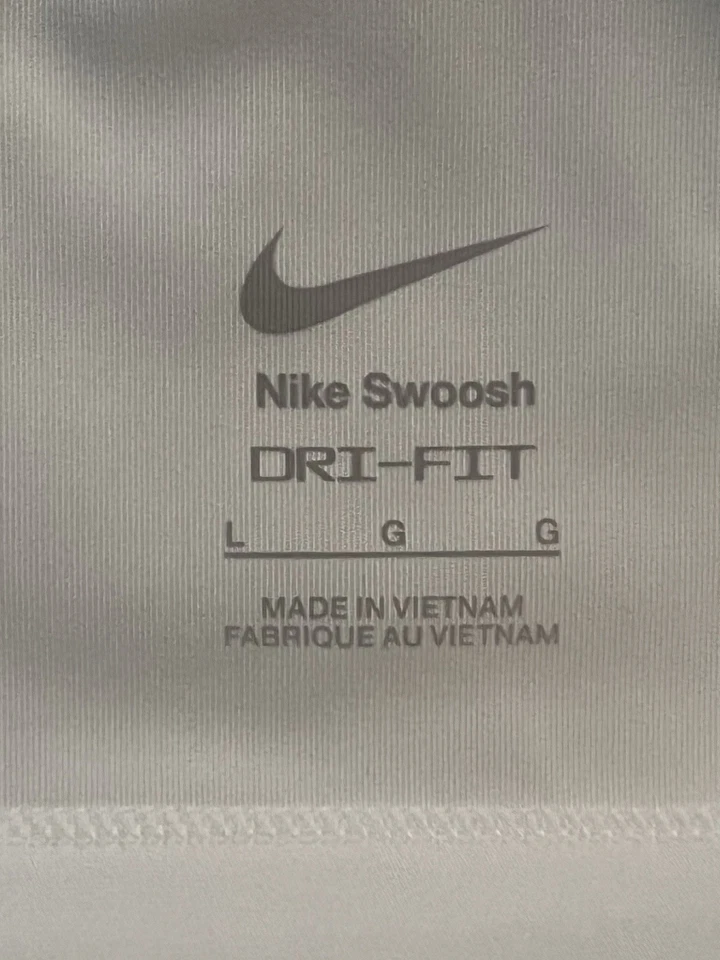 Nike Swoosh
DRI-FIT
L G G
MADE IN VIETNAM
FABRIQUE AU VIETNAM